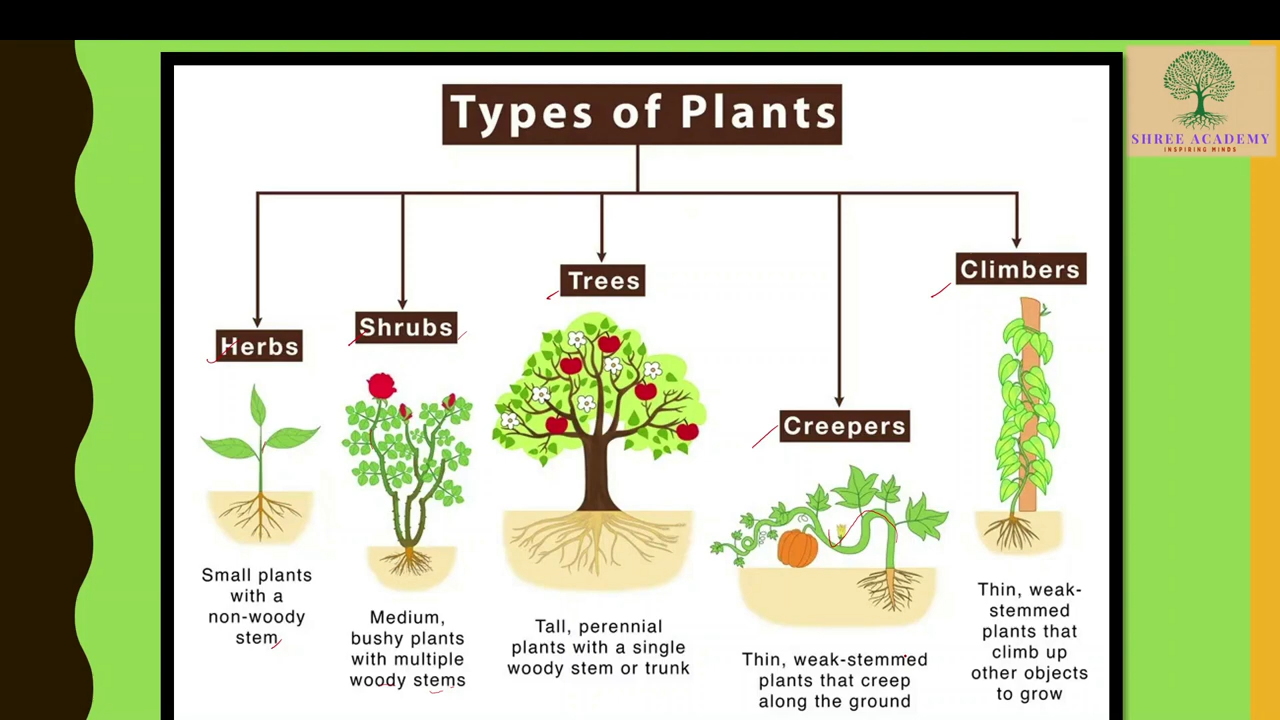 Types of Plants
SHREE ACADEMY
INSPIRING MINDS
Herbs
Small plants
with a
non-woody
stem
Shrubs
Medium,
bushy plants
with multiple
woody stems
Trees
Tall, perennial
plants with a single
woody stem or trunk
Creepers
Thin, weak-stemmed
plants that creep
along the ground
Climbers
Thin, weak-
stemmed
plants that
climb up
other objects
to grow